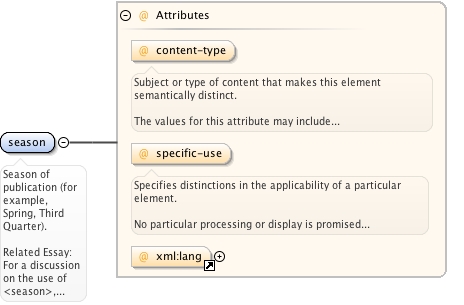 @ Attributes
@ content-type
Subject or type of content that makes this element
semantically distinct.
The values for this attribute may include...
@ specific-use
Specifies distinctions in the applicability of a particular
element.
No particular processing or display is promised...
@ xml:lang
season
Season of
publication (for
example,
Spring, Third
Quarter).
Related Essay:
For a discussion
on the use of
<season>,...